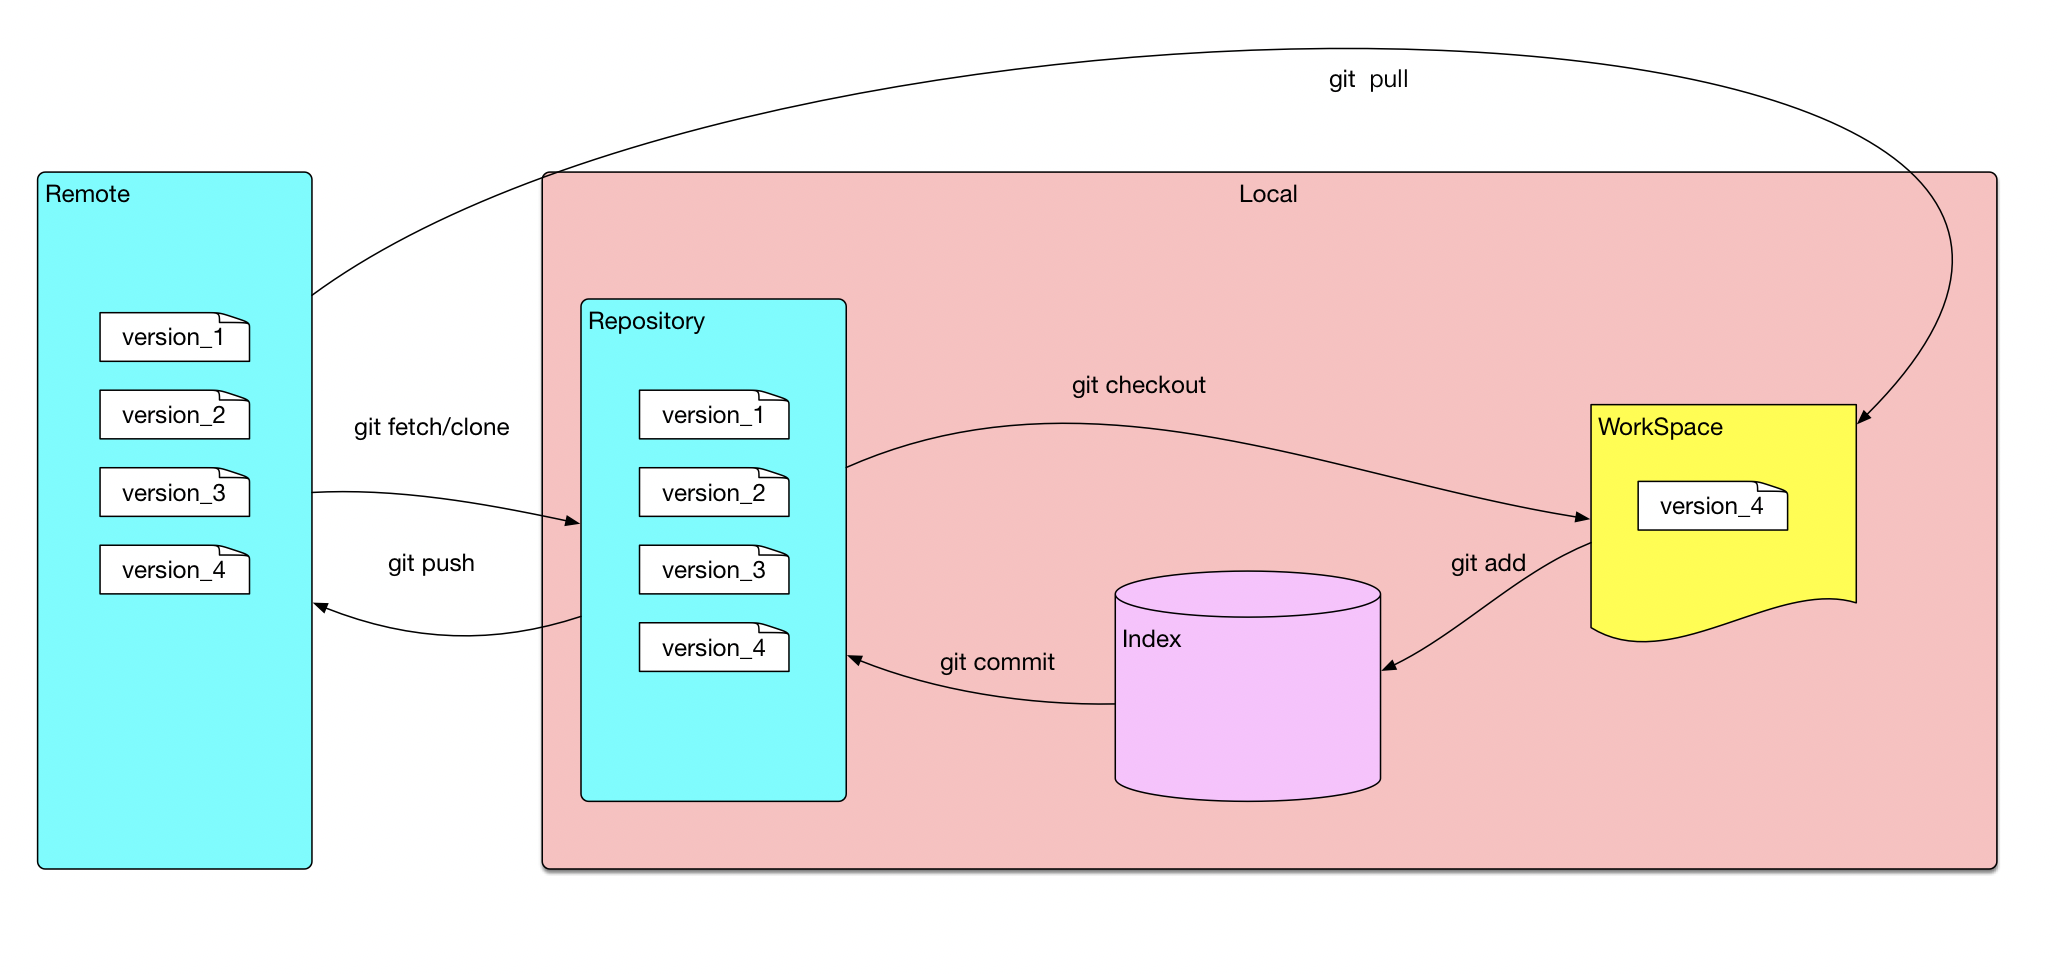 git  pull
Remote
Local
version_1
version_2
version_3
version_4
git fetch/clone
git push
Repository
version_1
version_2
version_3
version_4
git checkout
git commit
Index
git add
WorkSpace
version_4